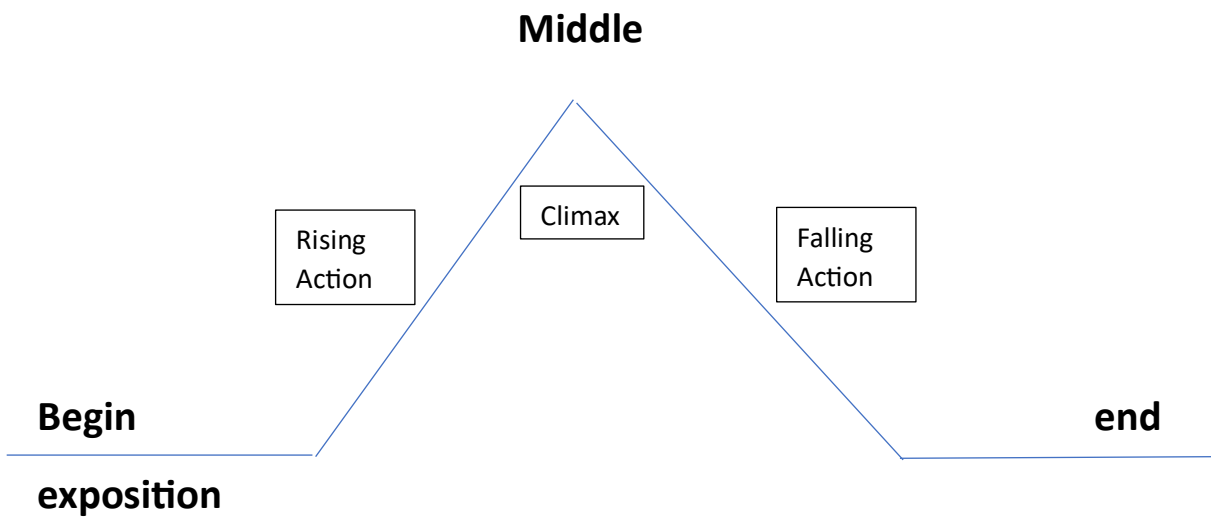 Middle
Climax
Rising
Action
Falling
Action
Begin
end
exposition